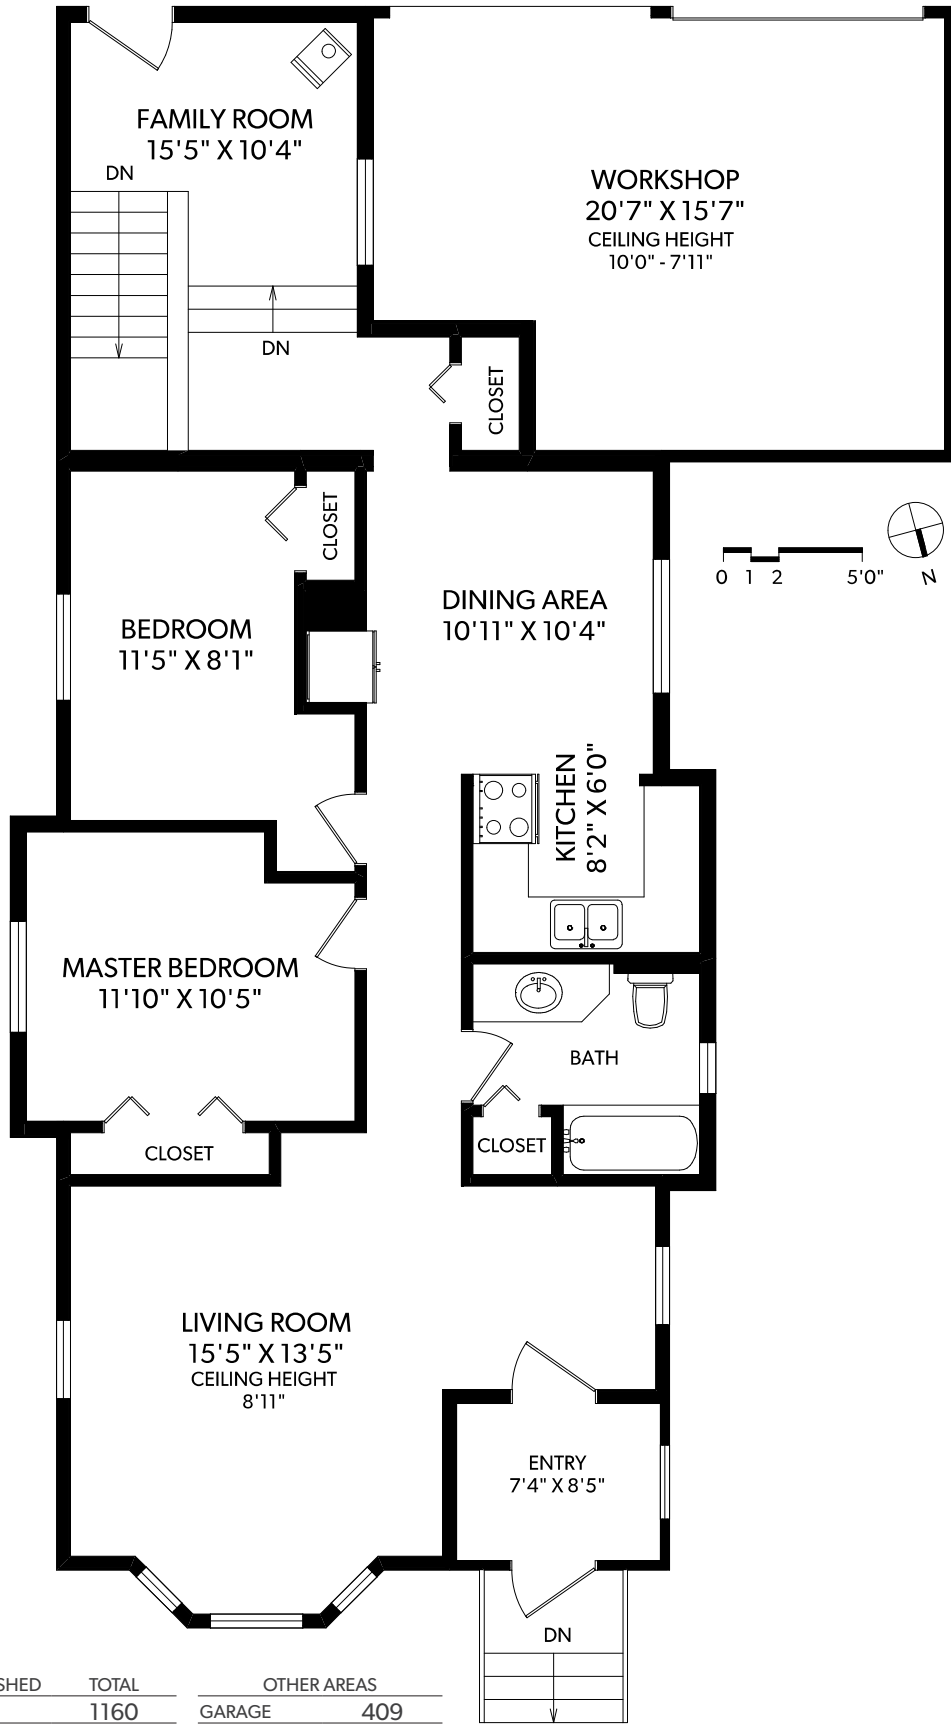 FAMILY ROOM
15'5" X 10'4"
DN
WORKSHOP
20'7" X 15'7"
CEILING HEIGHT
10'0" - 7'11"
DN
CLOSET
CLOSET
DINING AREA
10'11" X 10'4"
0 1 2 5'0"
N
BEDROOM
11'5" X 8'1"
KITCHEN
8'2" X 6'0"
MASTER BEDROOM
11'10" X 10'5"
BATH
CLOSET
CLOSET
LIVING ROOM
15'5" X 13'5"
CEILING HEIGHT
8'11"
ENTRY
7'4" X 8'5"
DN
SHED TOTAL OTHER AREAS
1160 GARAGE 409